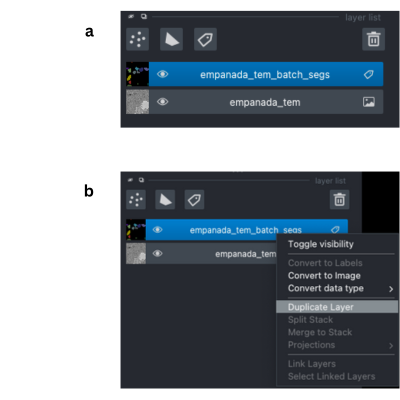 a
layer list
empanada_tem_batch_segs
empanada_tem
b
layer list
empanada_tem_batch_segs
empanada_tem
Toggle visibility
Convert to Labels
Convert to Image
Convert data type
Duplicate Layer
Split Stack
Merge to Stack
Projections
Link Layers
Select Linked Layers